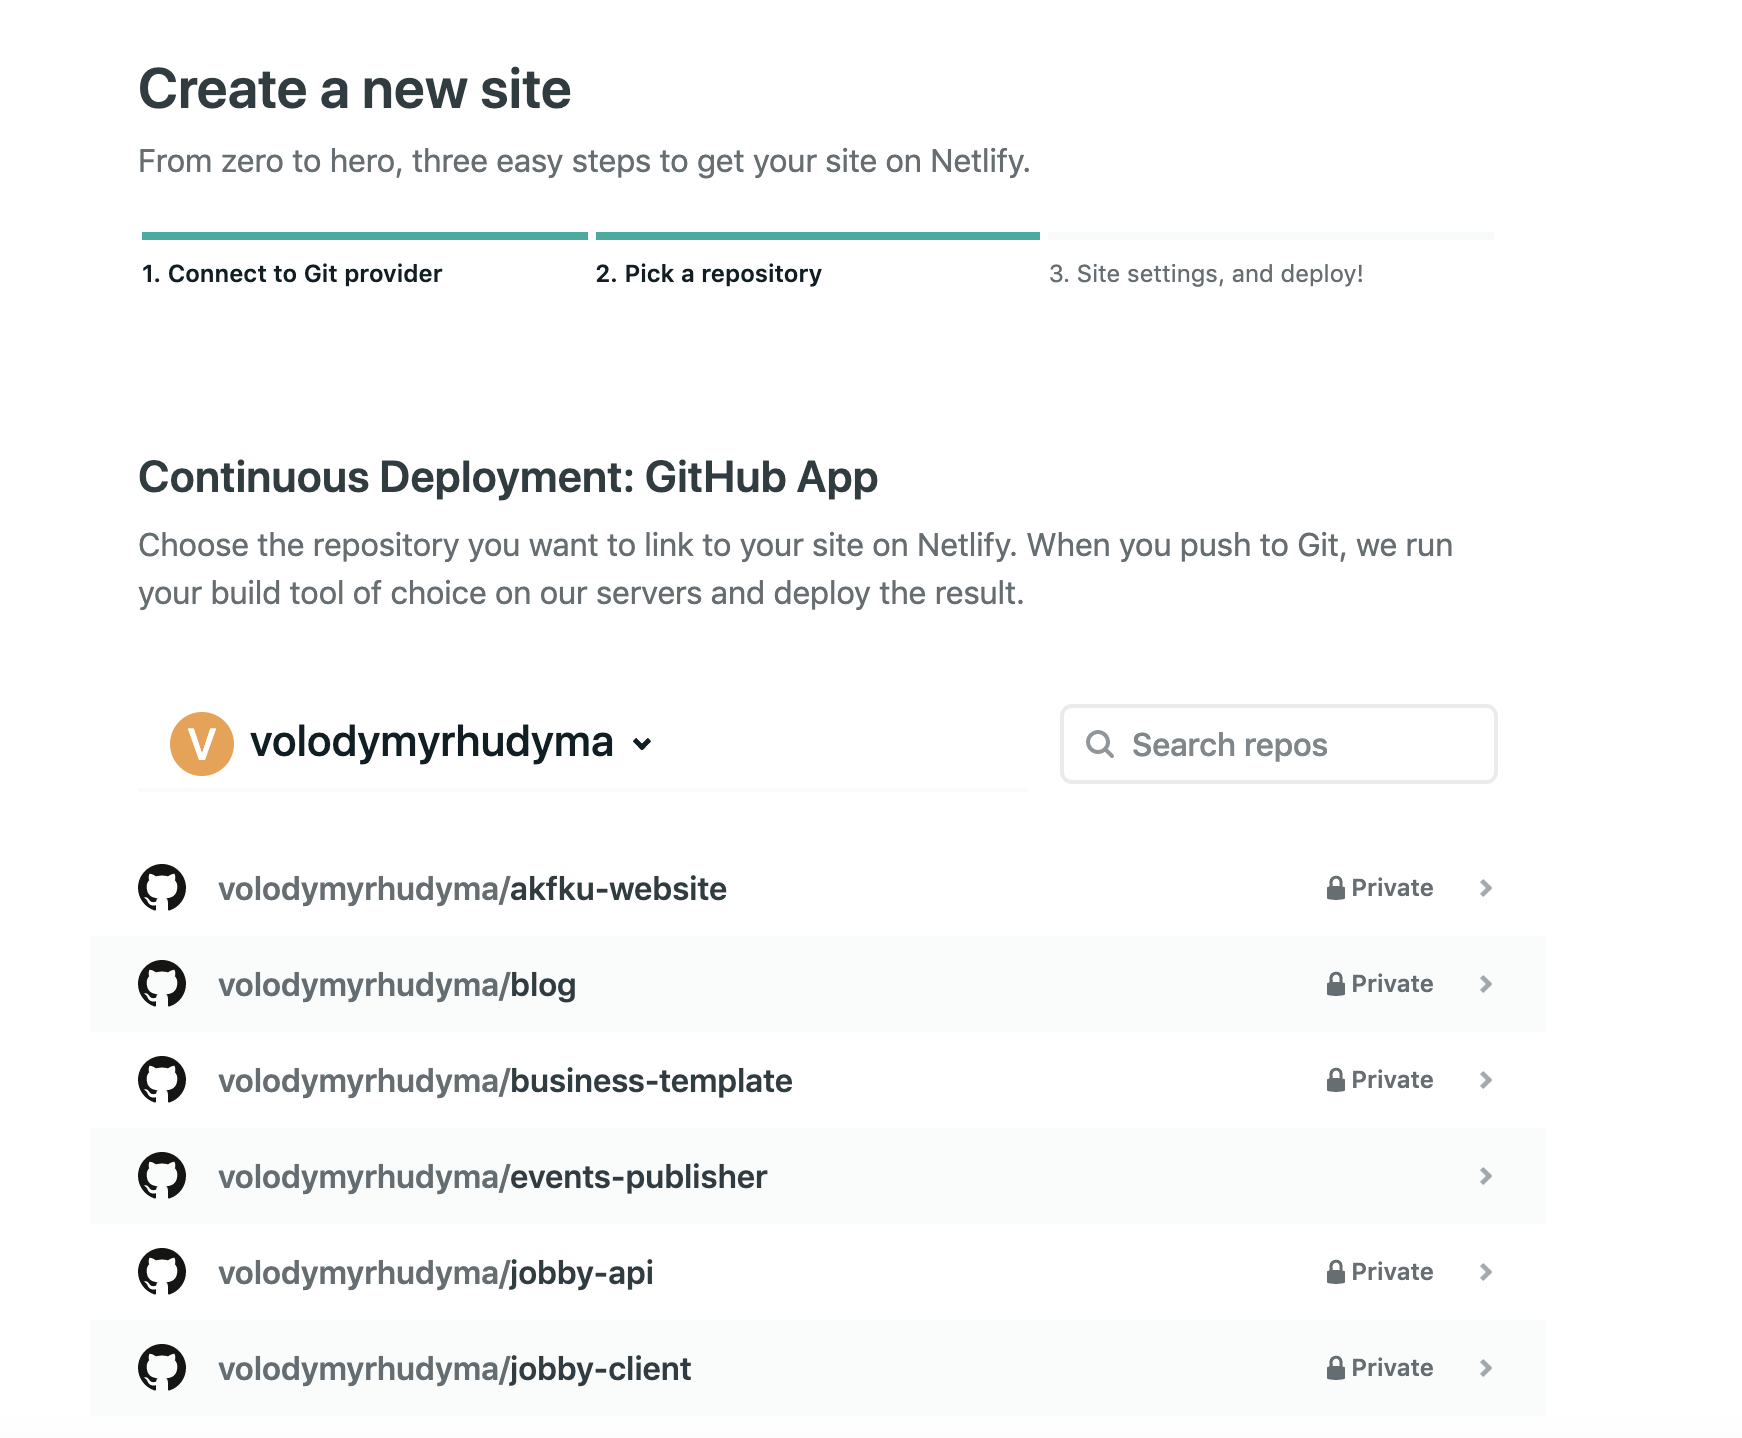 Create a new site
From zero to hero, three easy steps to get your site on Netlify.
1. Connect to Git provider
2. Pick a repository
3. Site settings, and deploy!
Continuous Deployment: GitHub App
Choose the repository you want to link to your site on Netlify. When you push to Git, we run
your build tool of choice on our servers and deploy the result.
V volodymyrhudyma
Search repos
volodymyrhudyma/akfku-website Private
volodymyrhudyma/blog Private
volodymyrhudyma/business-template Private
volodymyrhudyma/events-publisher
volodymyrhudyma/jobby-api Private
volodymyrhudyma/jobby-client Private